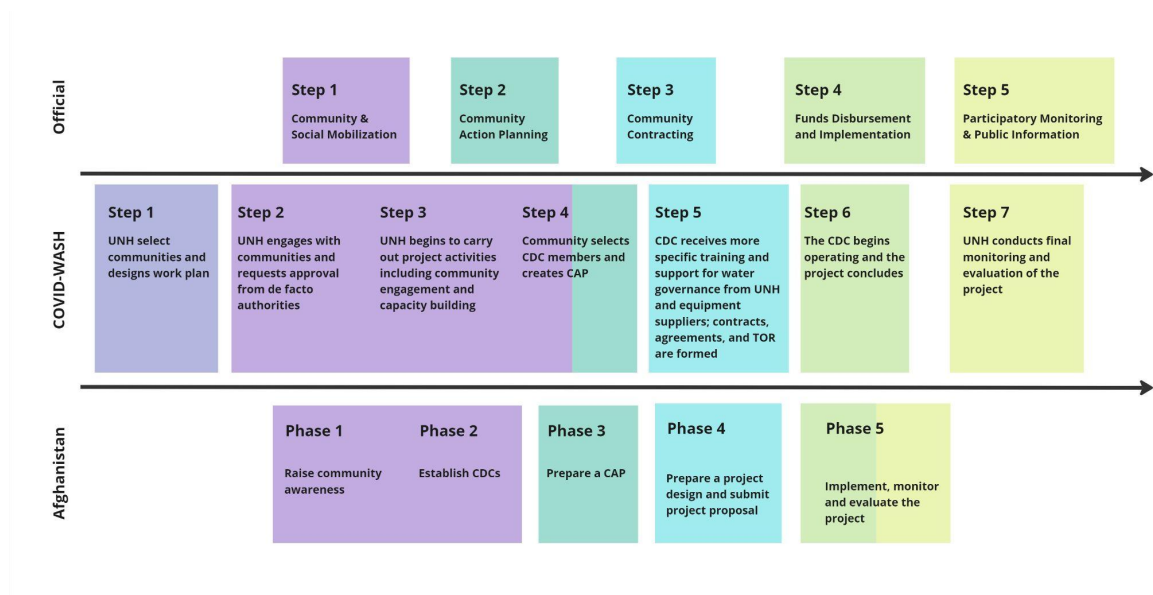 Official
Step 1
Community &
Social Mobilization
Step 2
Community
Action Planning
Step 3
Community
Contracting
Step 4
Funds Disbursement
and Implementation
Step 5
Participatory Monitoring
& Public Information
COVID-WASH
Step 1
UNH select
communities and
designs work plan
Step 2
UNH engages with
communities and
requests approval
from de facto
authorities
Step 3
UNH begins to carry
out project activities
including community
engagement and
capacity building
Step 4
Community selects
CDC members and
creates CAP
Step 5
CDC receives more
specific training and
support for water
governance from UNH
and equipment
suppliers; contracts,
agreements, and TOR
are formed
Step 6
The CDC begins
operating and the
project concludes
Step 7
UNH conducts final
monitoring and
evaluation of the
project
Afghanistan
Phase 1
Raise community
awareness
Phase 2
Establish CDCs
Phase 3
Prepare a CAP
Phase 4
Prepare a project
design and submit
project proposal
Phase 5
Implement, monitor
and evaluate the
project